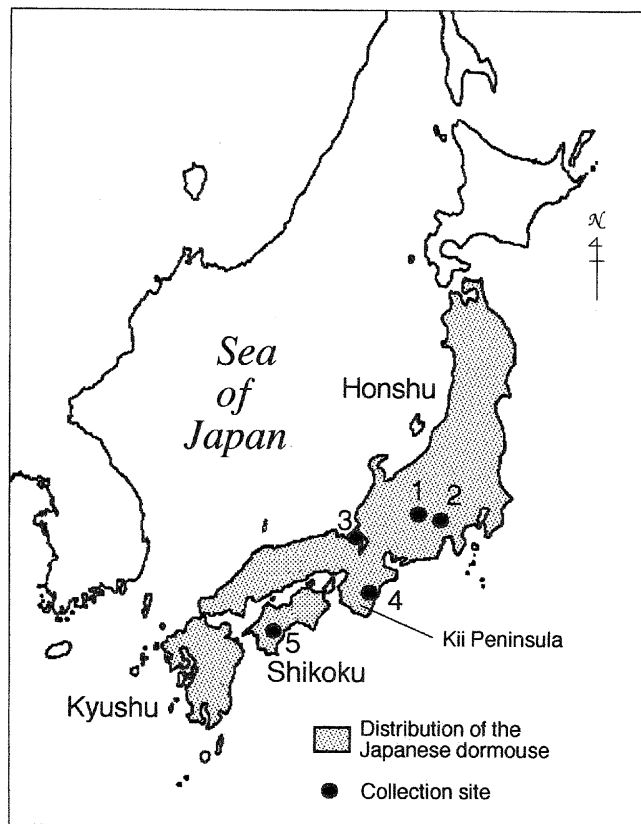 N
Sea
of
Japan
Honshu
1
2
3
4
Kii Peninsula
5
Shikoku
Kyushu
Distribution of the
Japanese dormouse
Collection site